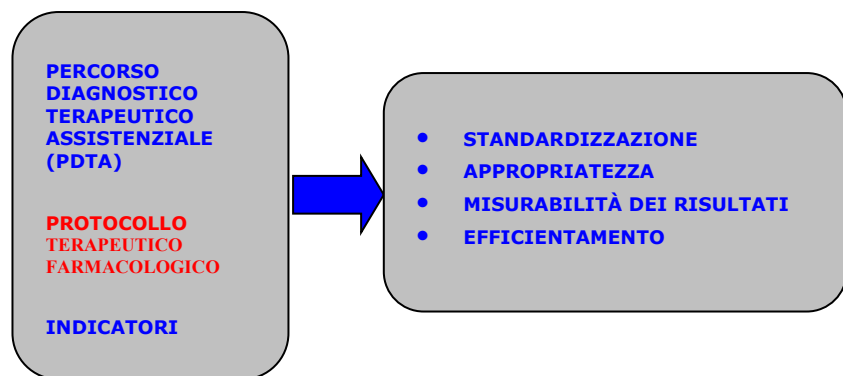 PERCORSO
DIAGNOSTICO
TERAPEUTICO
ASSISTENZIALE
(PDTA)
PROTOCOLLO
TERAPEUTICO
FARMACOLOGICO
INDICATORI
• STANDARDIZZAZIONE
• APPROPRIATEZZA
• MISURABILITÀ DEI RISULTATI
• EFFICIENTAMENTO